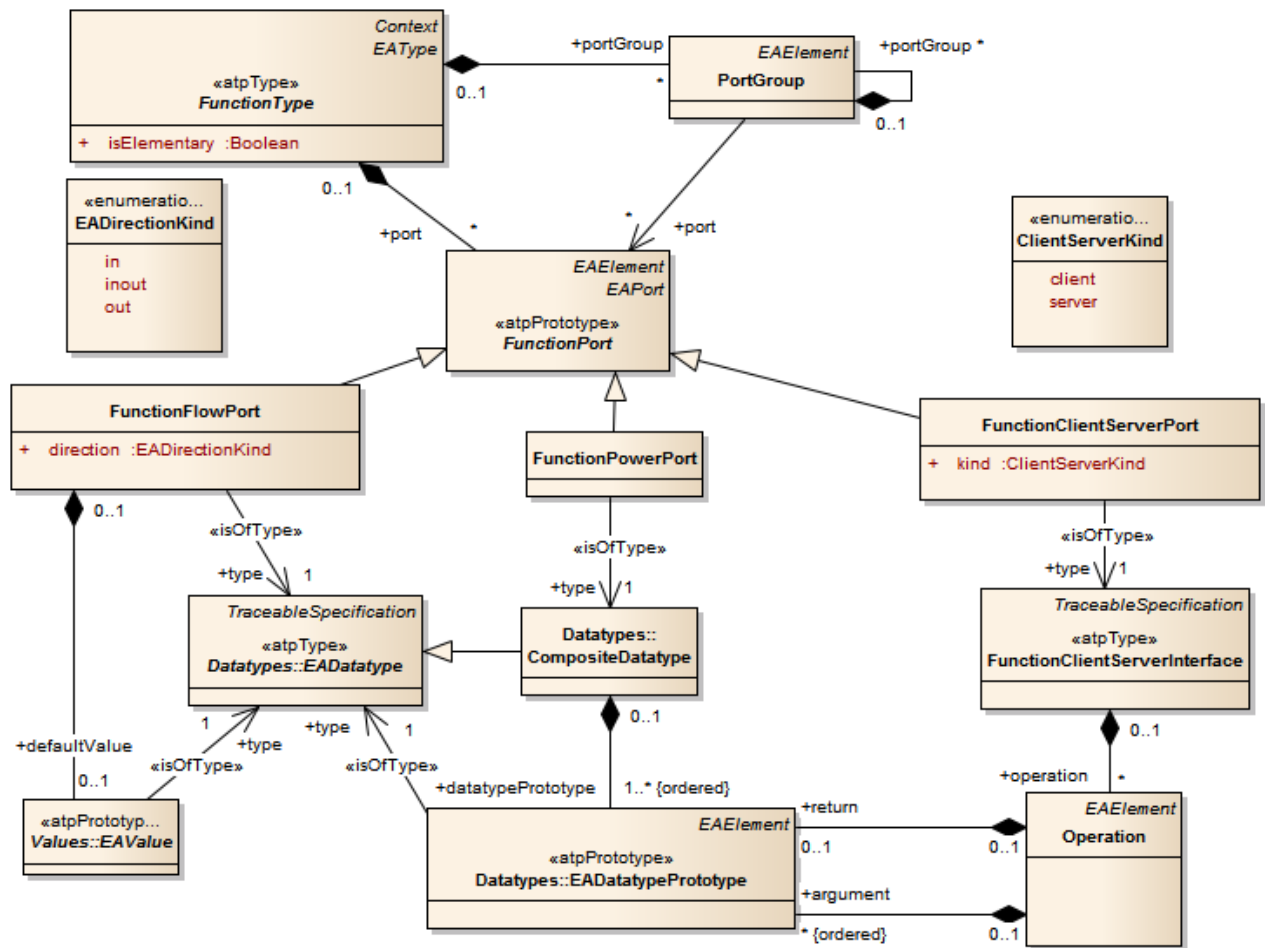 Context
EAType
«atpType»
FunctionType
+ isElementary :Boolean
+portGroup
*
0..1
EAElement
PortGroup
+portGroup *
0..1
0..1
+port
*
*
+port
«enumeratio...
EADirectionKind
in
inout
out
«enumeratio...
ClientServerKind
client
server
EAElement
EAPort
«atpPrototype»
FunctionPort
FunctionFlowPort
+ direction :EADirectionKind
FunctionPowerPort
FunctionClientServerPort
+ kind :ClientServerKind
0..1
«isOfType»
+type
1
«isOfType»
+type
1
«isOfType»
+type
1
TraceableSpecification
«atpType»
Datatypes::EADatatype
Datatypes::
CompositeDatatype
TraceableSpecification
«atpType»
FunctionClientServerInterface
1
+type
«isOfType»
+type
1
«isOfType»
0..1
0..1
+defaultValue
0..1
+datatypePrototype
1..* {ordered}
+operation
*
«atpPrototyp...
Values::EAValue
EAElement
«atpPrototype»
Datatypes::EADatatypePrototype
+return
0..1
0..1
+argument
* {ordered}
0..1
EAElement
Operation